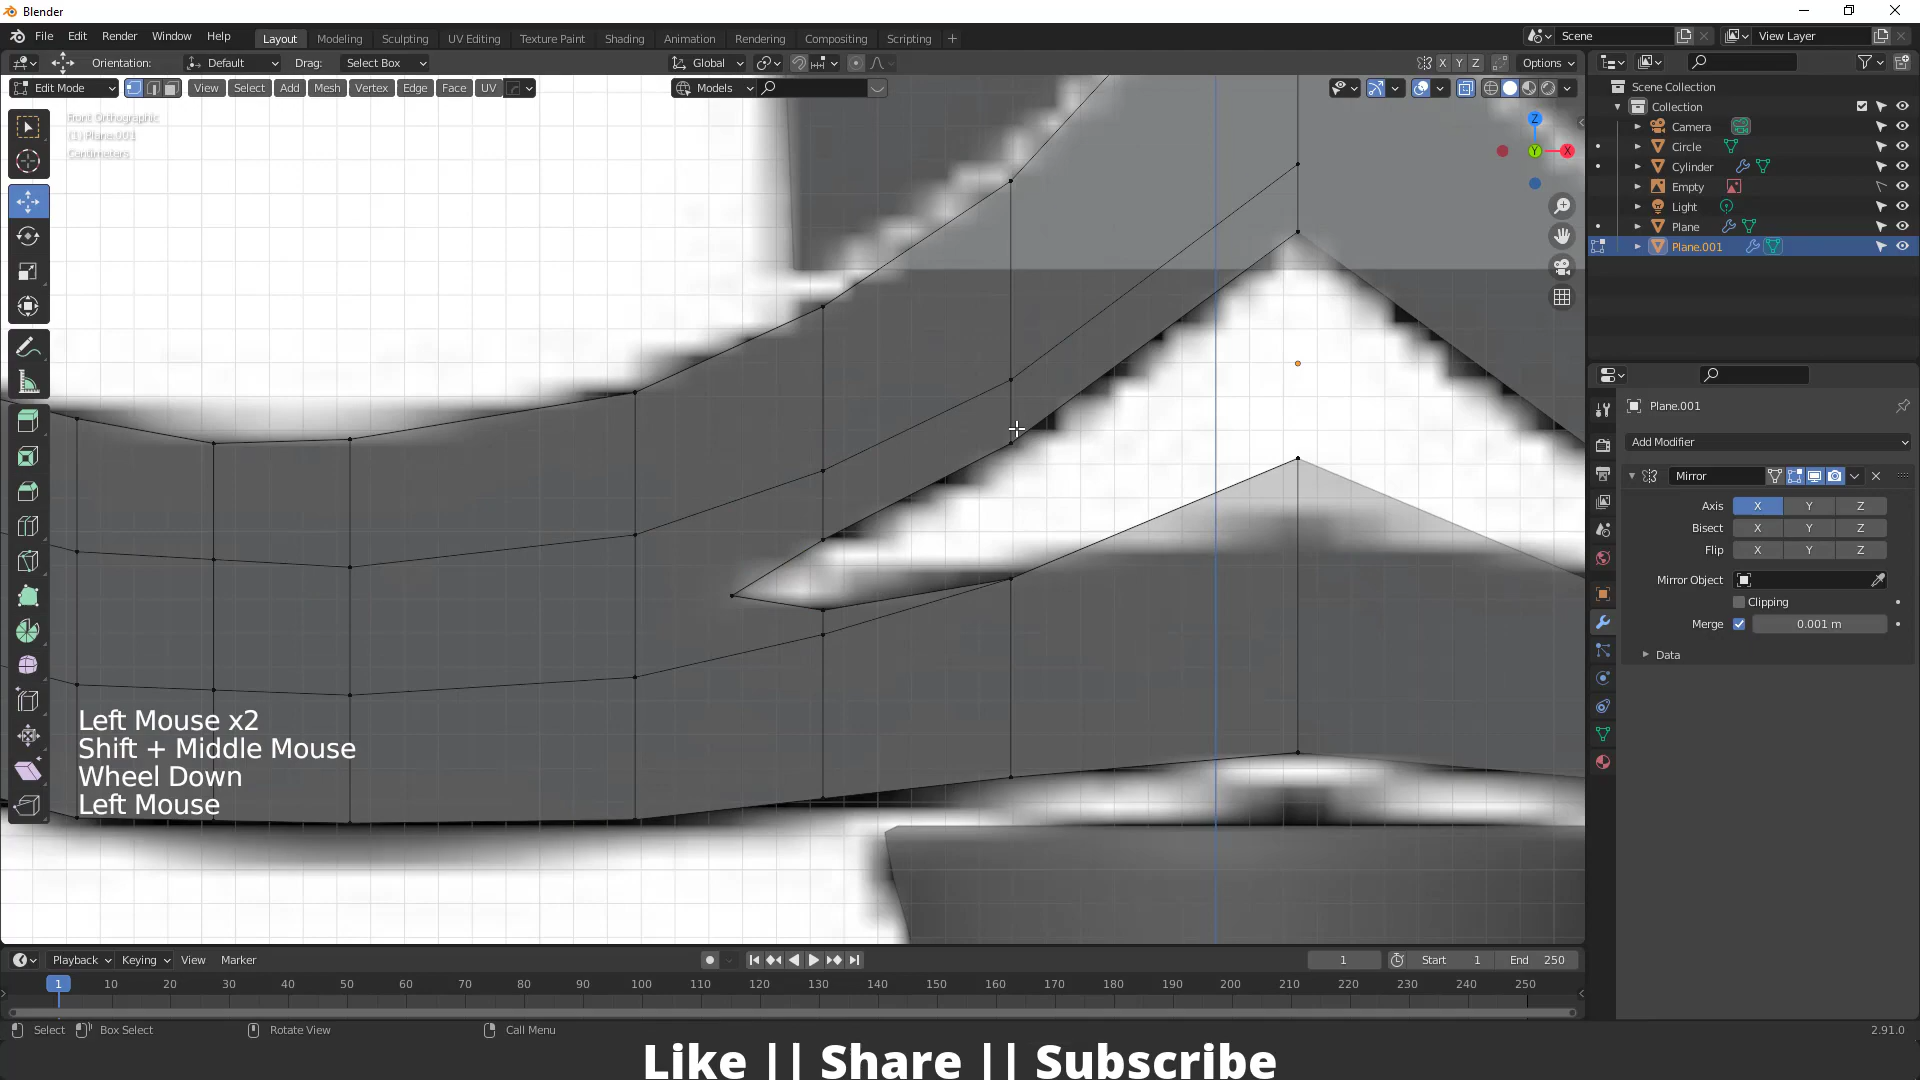 Blender
File Edit Render Window Help
Layout Modeling Sculpting UV Editing Texture Paint Shading Animation Rendering Compositing Scripting +
Scene View Layer
Orientation: Default Drag: Select Box Global X Y Z Options
Edit Mode View Select Add Mesh Vertex Edge Face UV Models
Front Orthographic
(1) Plane.001
Centimeters
Z
Y
X
Scene Collection
Collection
Camera
Circle
Cylinder
Empty
Light
Plane
Plane.001
Plane.001
Add Modifier
Mirror
Axis X Y Z
Bisect X Y Z
Flip X Y Z
Mirror Object
Clipping
Merge 0.001 m
Data
Left Mouse x2
Shift + Middle Mouse
Wheel Down
Left Mouse
Playback Keying View Marker 1 Start 1 End 250
1 10 20 30 40 50 60 70 80 90 100 110 120 130 140 150 160 170 180 190 200 210 220 230 240 250
Select Box Select Rotate View Call Menu 2.91.0
Like || Share || Subscribe